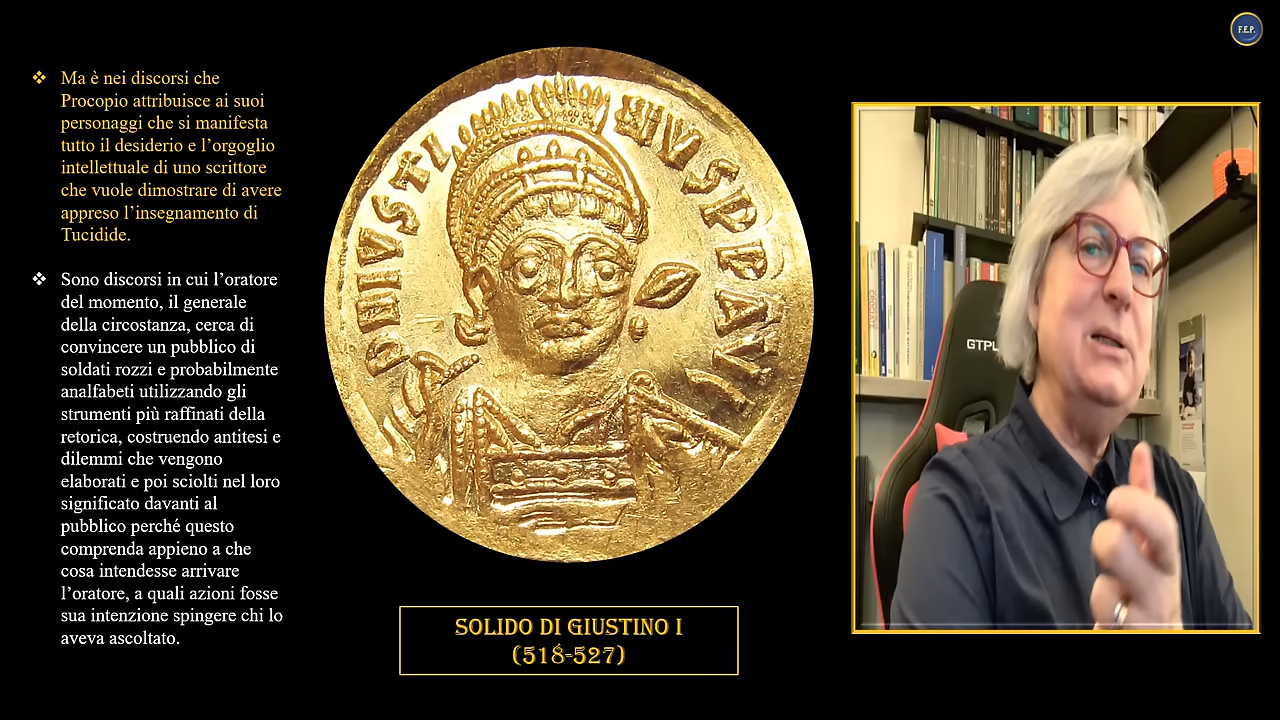 F.E.P.
❖ Ma è nei discorsi che
Procopio attribuisce ai suoi
personaggi che si manifesta
tutto il desiderio e l’orgoglio
intellettuale di uno scrittore
che vuole dimostrare di avere
appreso l’insegnamento di
Tucidide.
❖ Sono discorsi in cui l’oratore
del momento, il generale
della circostanza, cerca di
convincere un pubblico di
soldati rozzi e probabilmente
analfabeti utilizzando gli
strumenti più raffinati della
retorica, costruendo antitesi e
dilemmi che vengono
elaborati e poi sciolti nel loro
significato davanti al
pubblico perché questo
comprenda appieno a che
cosa intendesse arrivare
l’oratore, a quali azioni fosse
sua intenzione spingere chi lo
aveva ascoltato.
SOLIDO DI GIUSTINO I
(518-527)
GTPL